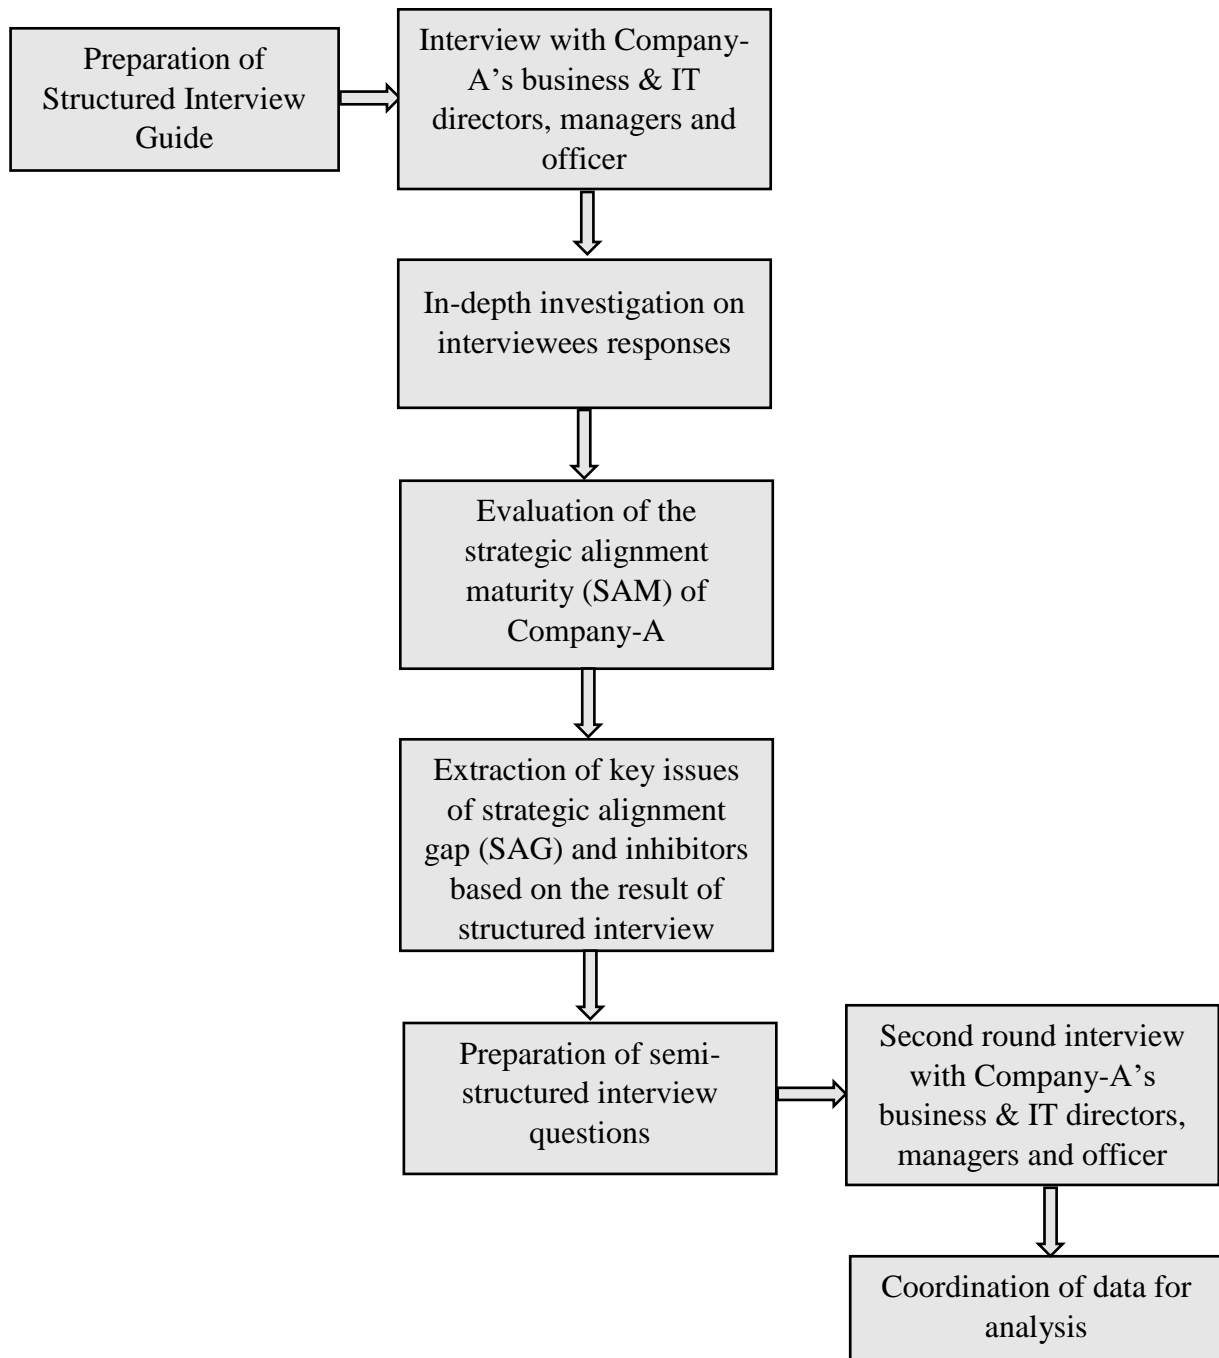 Preparation of
Structured Interview
Guide
Interview with Company-
A’s business & IT
directors, managers and
officer
In-depth investigation on
interviewees responses
Evaluation of the
strategic alignment
maturity (SAM) of
Company-A
Extraction of key issues
of strategic alignment
gap (SAG) and inhibitors
based on the result of
structured interview
Preparation of semi-
structured interview
questions
Second round interview
with Company-A’s
business & IT directors,
managers and officer
Coordination of data for
analysis